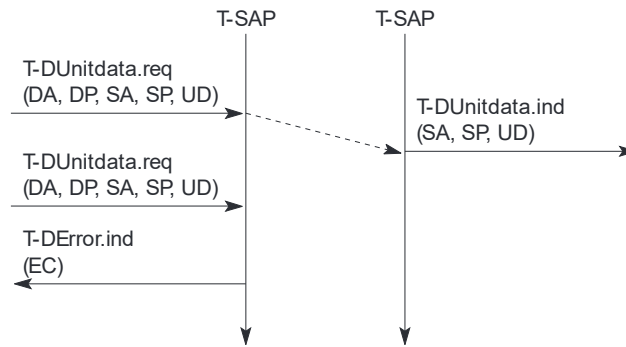 T-SAP
T-SAP
T-DUnitdata.req
(DA, DP, SA, SP, UD)
T-DUnitdata.ind
(SA, SP, UD)
T-DUnitdata.req
(DA, DP, SA, SP, UD)
T-DError.ind
(EC)